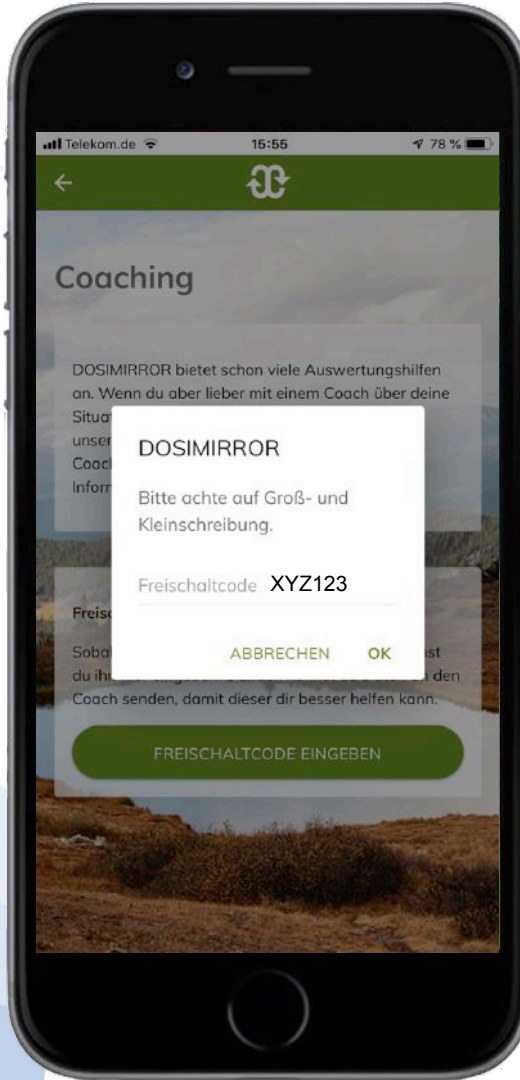 Telekom.de 15:55 78 %
Coaching
DOSIMIRROR bietet schon viele Auswertungshilfen
an. Wenn du aber lieber mit einem Coach über deine
DOSIMIRROR
Bitte achte auf Groß- und
Kleinschreibung.
Freischaltcode XYZ123
ABBRECHEN OK
du den
Coach senden, damit dieser dir besser helfen kann.
FREISCHALTCODE EINGEBEN